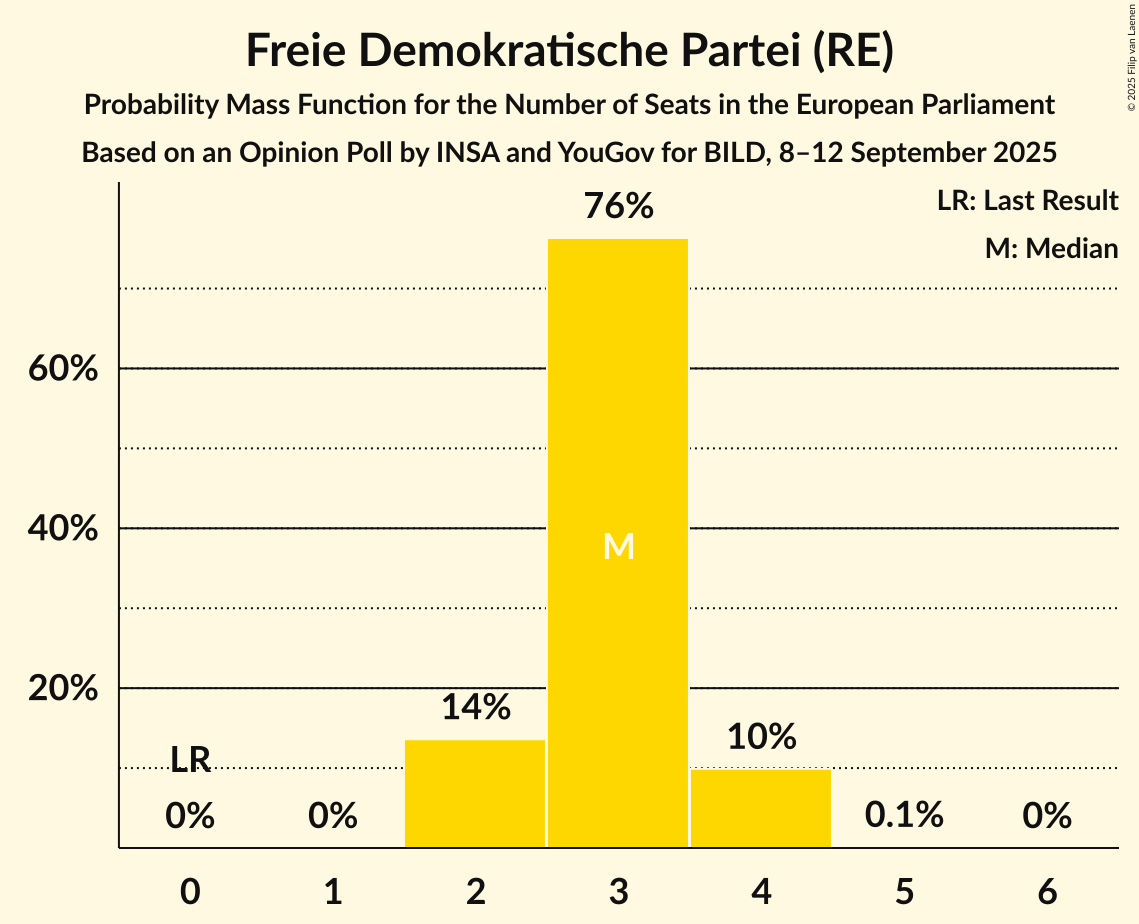 Freie Demokratische Partei (RE)
Probability Mass Function for the Number of Seats in the European Parliament
Based on an Opinion Poll by INSA and YouGov for BILD, 8–12 September 2025
© 2025 Filip van Laenen
LR: Last Result
M: Median
76%
60%
M
40%
20%
14%
10%
LR
0%
0%
0.1%
0%
0
1
2
3
4
5
6